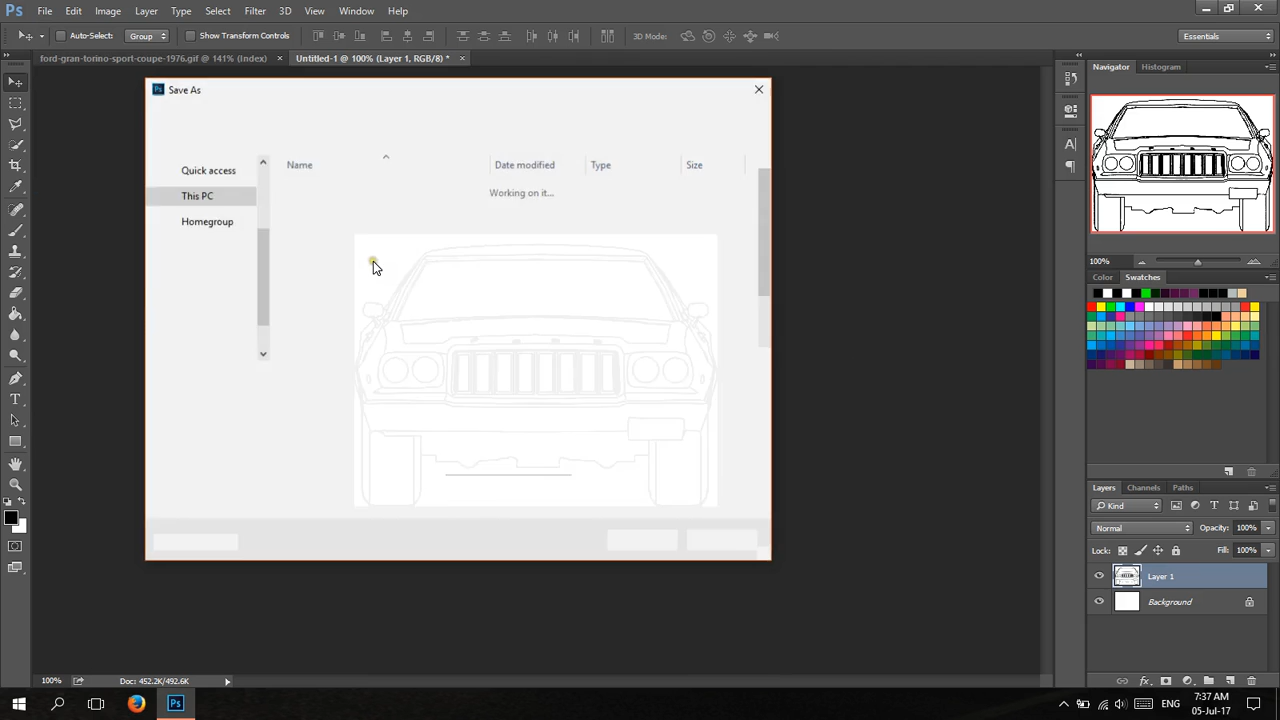 Ps File Edit Image Layer Type Select Filter 3D View Window Help
Auto-Select: Group Show Transform Controls 3D Mode: Essentials
ford-gran-torino-sport-coupe-1976.gif @ 141% (Index) × Untitled-1 @ 100% (Layer 1, RGB/8) * ×
Navigator Histogram
Ps Save As
Name Date modified Type Size
Quick access
Working on it...
This PC
Homegroup
100%
Color Swatches
Layers Channels Paths
Kind
Normal Opacity: 100%
Lock: Fill: 100%
Layer 1
Background
100% Doc: 452.2K/492.6K
Ps ENG 7:37 AM
05-Jul-17